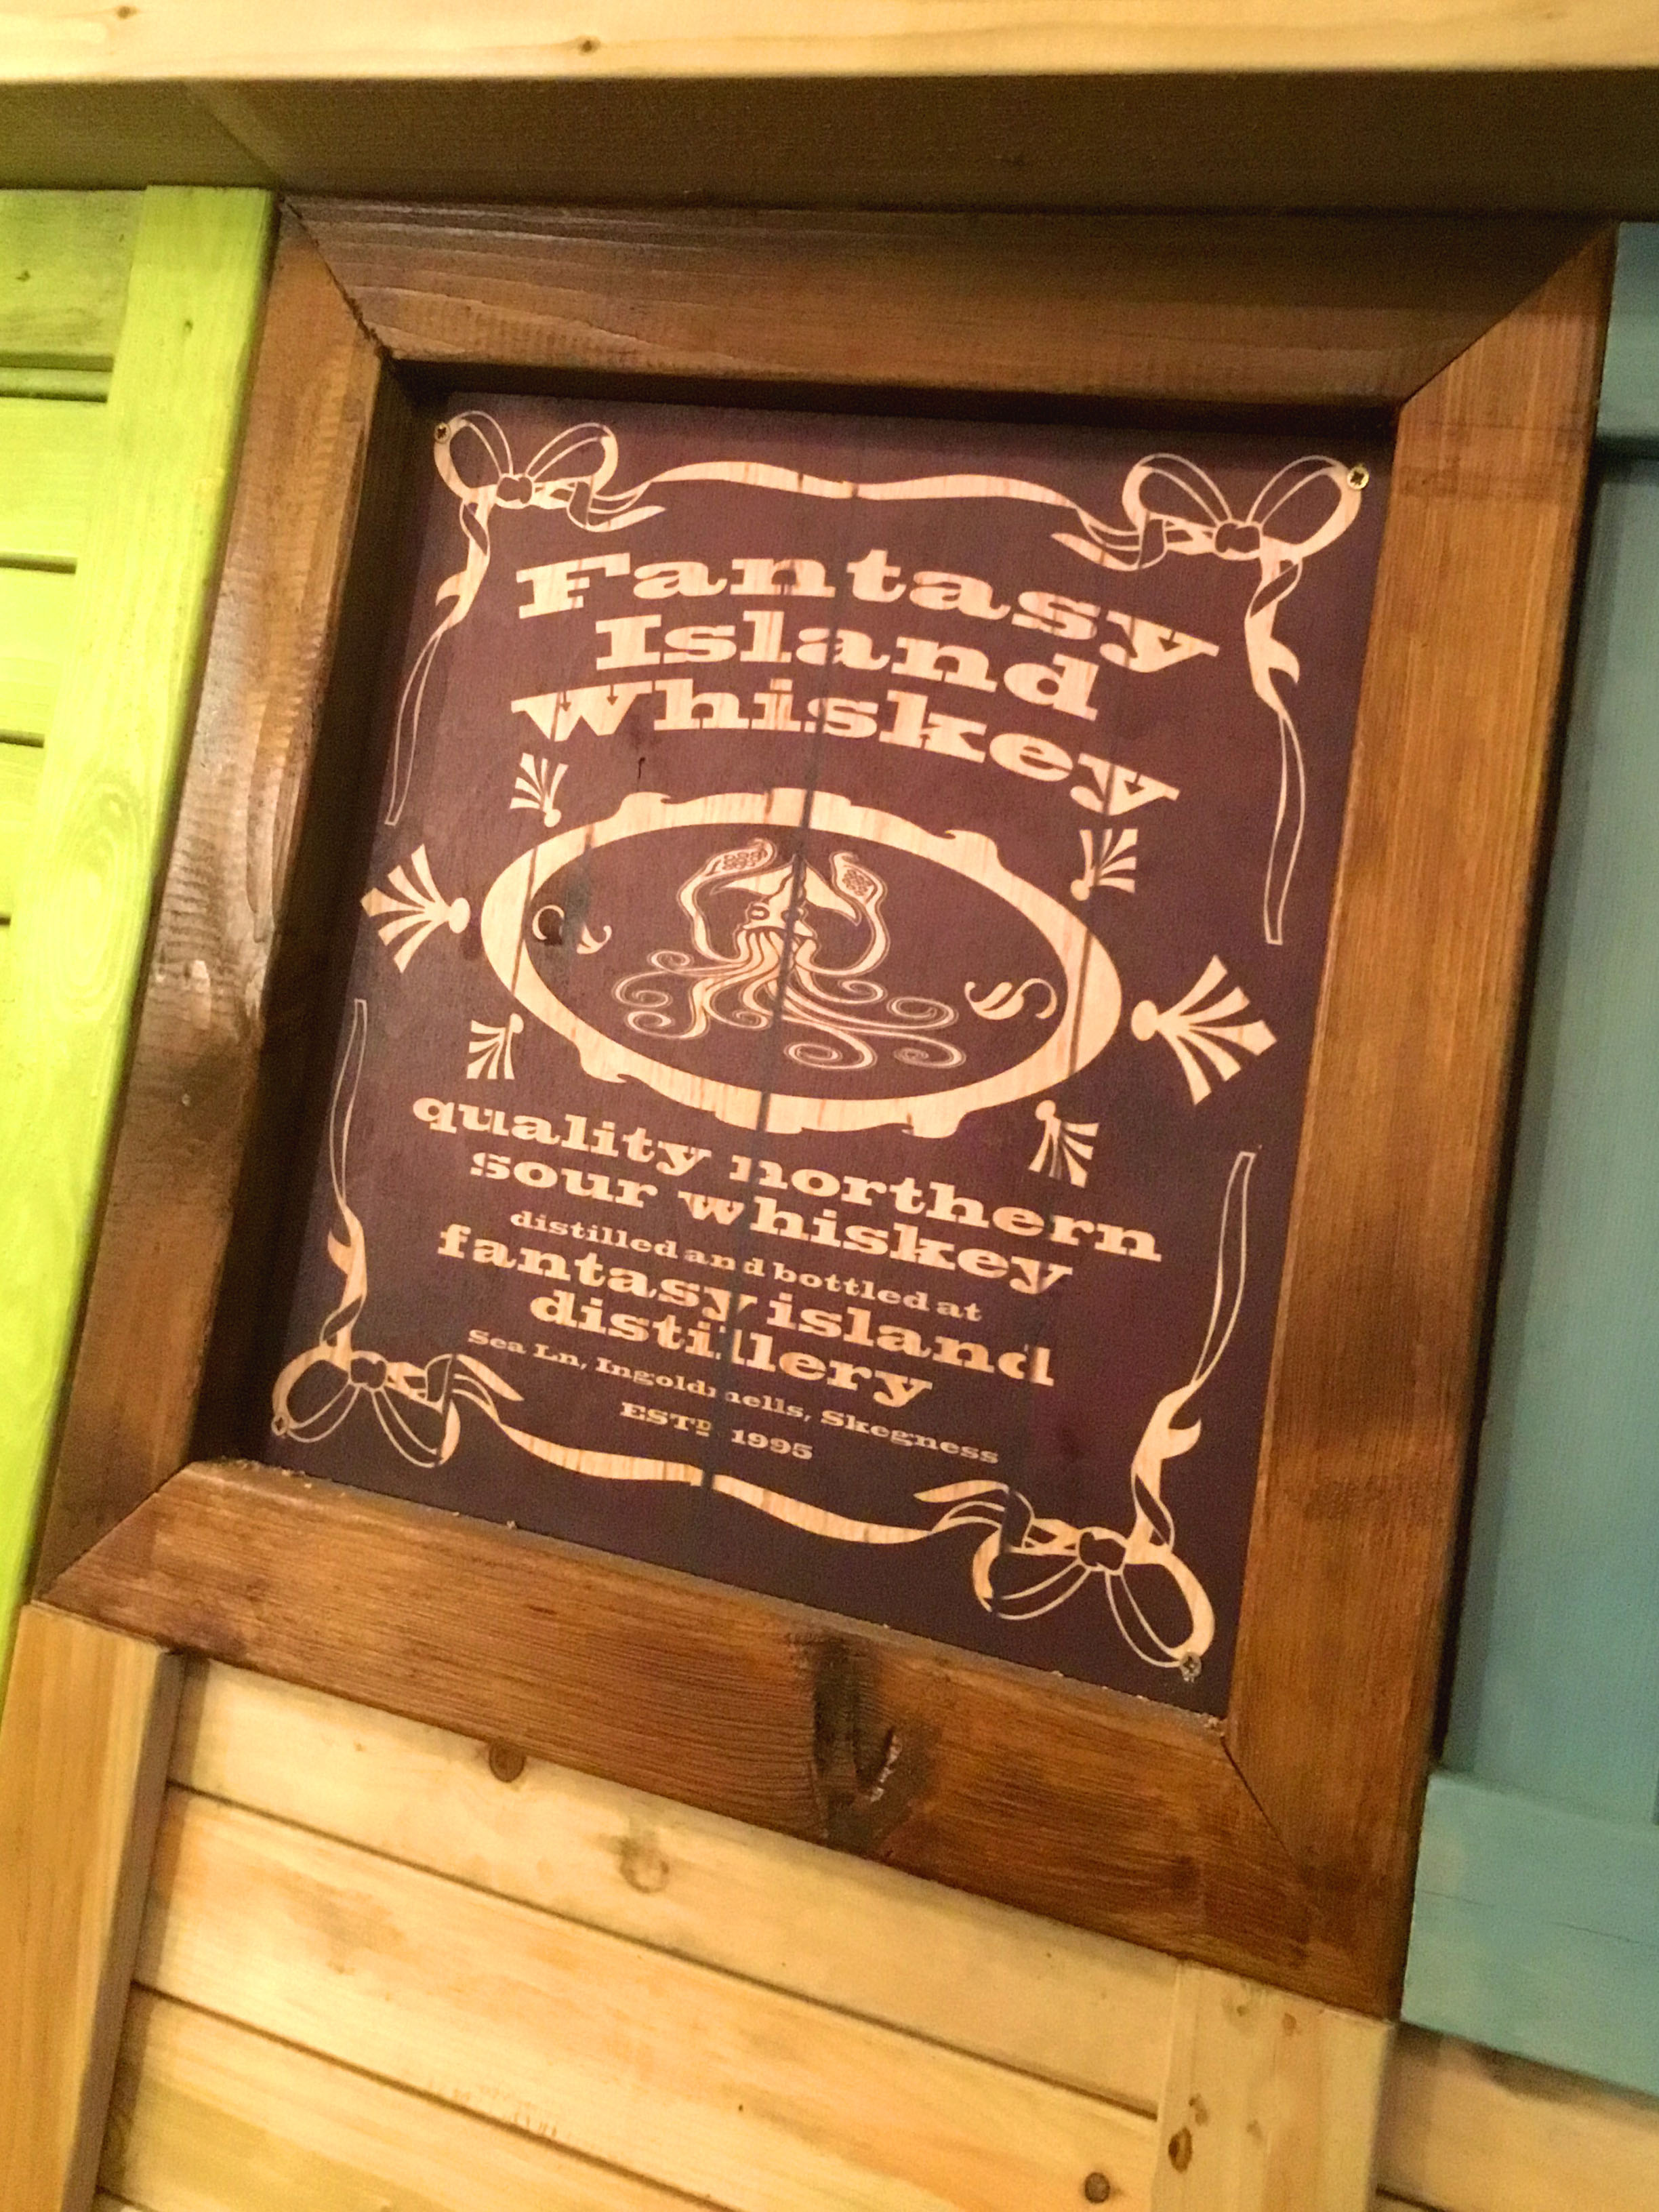 Fantasy
Island
Whiskey
quality northern
sour whiskey
distilled and bottled at
fantasy island
distillery
Sea Ln, Ingoldmells, Skegness
ESTD 1995